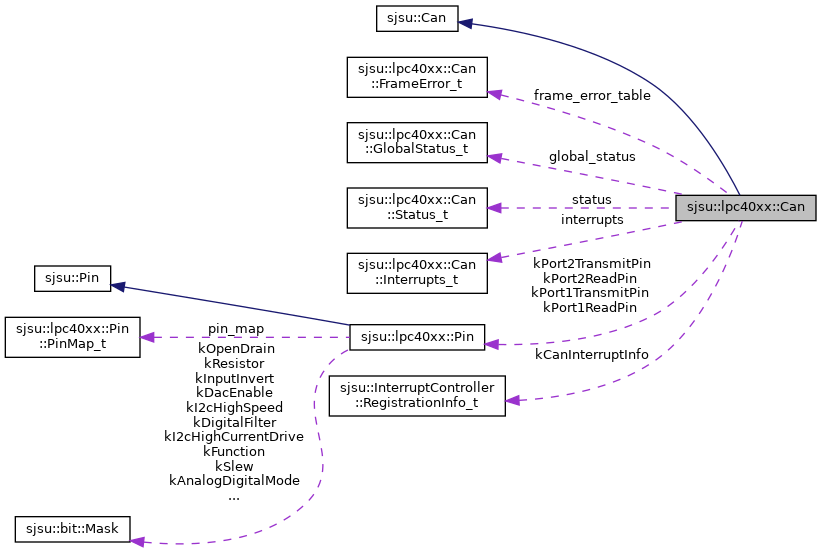 sjsu::Can
sjsu::lpc40xx::Can
::FrameError_t
frame_error_table
sjsu::lpc40xx::Can
::GlobalStatus_t
global_status
sjsu::lpc40xx::Can
::Status_t
status
sjsu::lpc40xx::Can
interrupts
sjsu::lpc40xx::Can
::Interrupts_t
kPort2TransmitPin
kPort2ReadPin
kPort1TransmitPin
kPort1ReadPin
sjsu::Pin
sjsu::lpc40xx::Pin
::PinMap_t
pin_map
sjsu::lpc40xx::Pin
kCanInterruptInfo
kOpenDrain
kResistor
kInputInvert
kDacEnable
kI2cHighSpeed
kDigitalFilter
kI2cHighCurrentDrive
kFunction
kSlew
kAnalogDigitalMode
...
sjsu::InterruptController
::RegistrationInfo_t
sjsu::bit::Mask